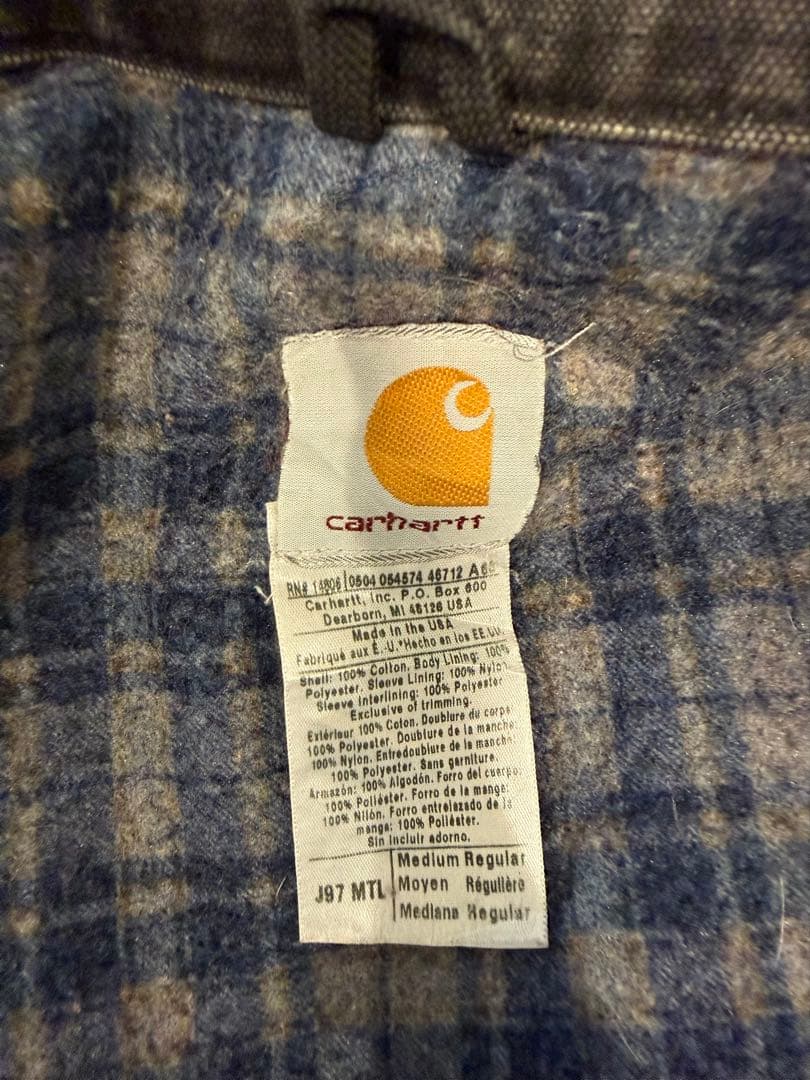 carhartt
RN# 14806 0504 054574 46712 A
Carhartt, Inc. P.O. Box 600
Dearborn, MI 48126 USA
Made in the USA
Fabriqué aux É.-U.*Hecho en los EE.UU.
Shell: 100% Cotton. Body Lining: 100%
Polyester. Sleeve Lining: 100% Nylon
Sleeve Interlining: 100% Polyester
Exclusive of trimming.
Extérieur 100% Coton. Doublure du corps
100% Polyester. Doublure de la manche:
100% Nylon. Entredoublure de la manche:
100% Polyester. Sans garniture.
Armazón: 100% Algodón. Forro del cuerpo:
100% Poliéster. Forro de la manga:
100% Nilón. Forro entrelazado de la
manga: 100% Poliéster.
Sin incluir adorno.
J97 MTL
Medium Regular
Moyen Régulière
Mediana Regular